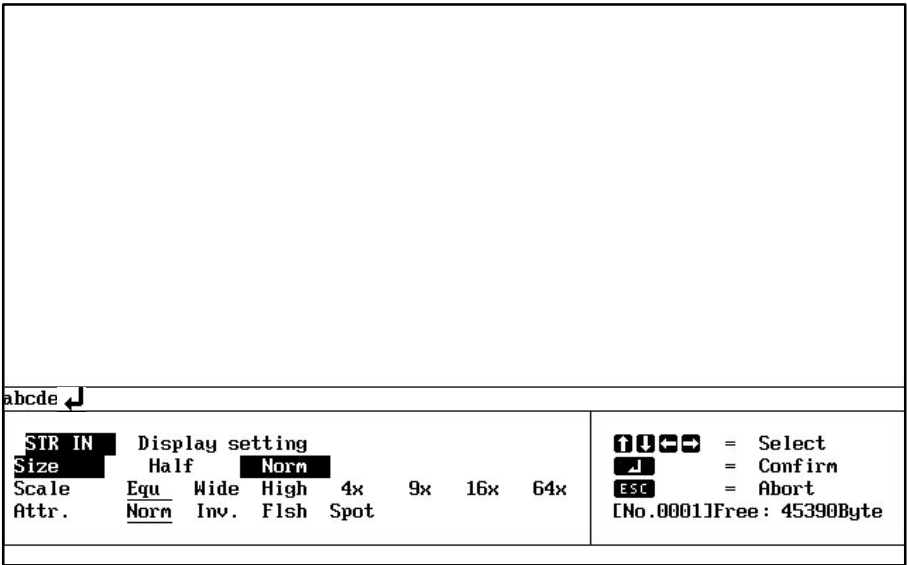 abcde
STR IN Display setting
Size Half Norm
Scale Equ Wide High 4x 9x 16x 64x
Attr. Norm Inv. Flsh Spot
↑↓←→ = Select
↵ = Confirm
ESC = Abort
[No.0001]Free: 45390Byte